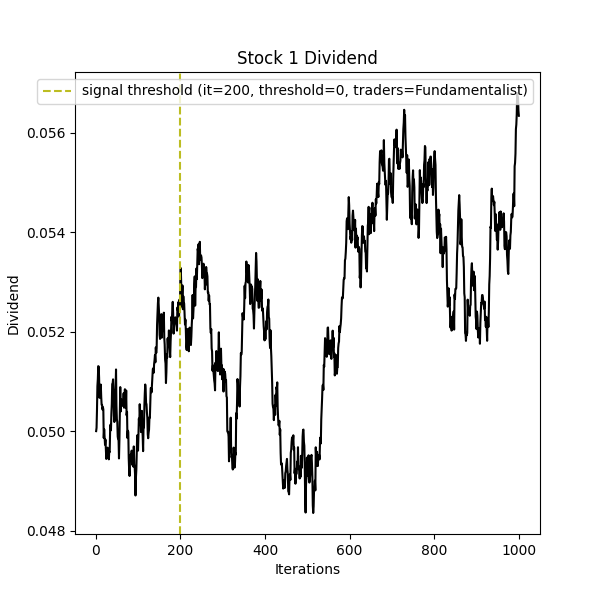 Stock 1 Dividend
signal threshold (it=200, threshold=0, traders=Fundamentalist)
0.056
0.054
0.052
0.050
0.048
Dividend
0 200 400 600 800 1000
Iterations